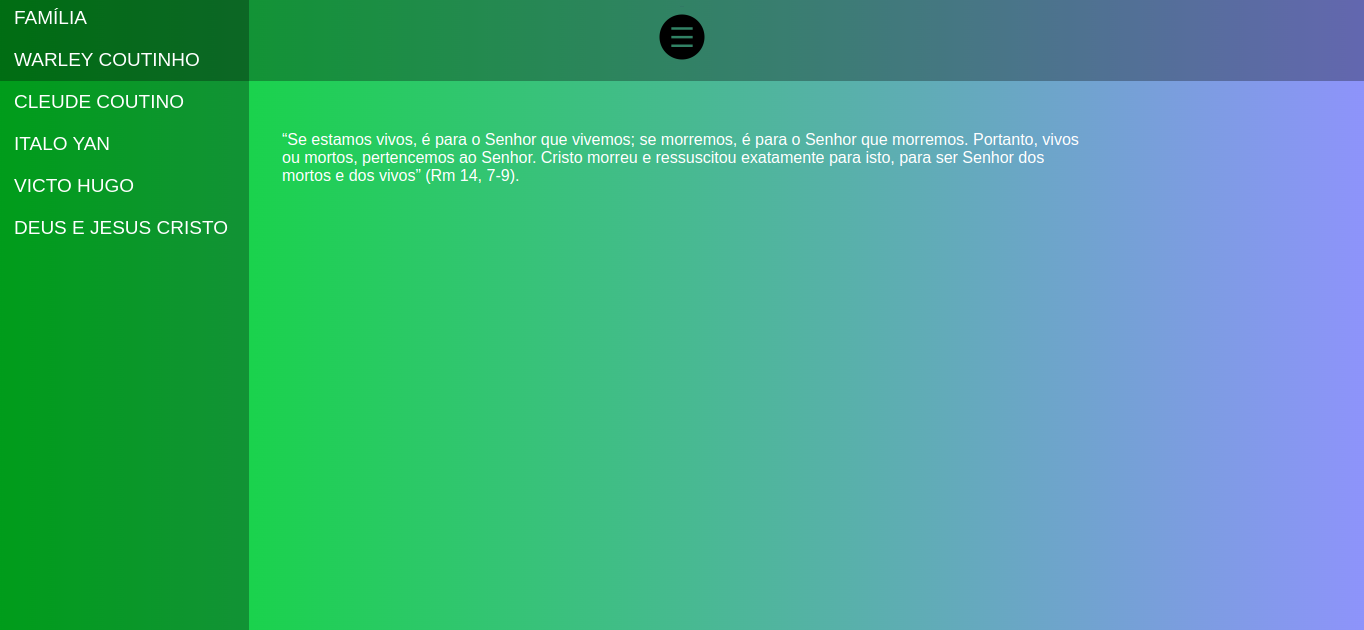 FAMÍLIA
WARLEY COUTINHO
CLEUDE COUTINO
ITALO YAN
VICTO HUGO
DEUS E JESUS CRISTO
“Se estamos vivos, é para o Senhor que vivemos; se morremos, é para o Senhor que morremos. Portanto, vivos
ou mortos, pertencemos ao Senhor. Cristo morreu e ressuscitou exatamente para isto, para ser Senhor dos
mortos e dos vivos” (Rm 14, 7-9).